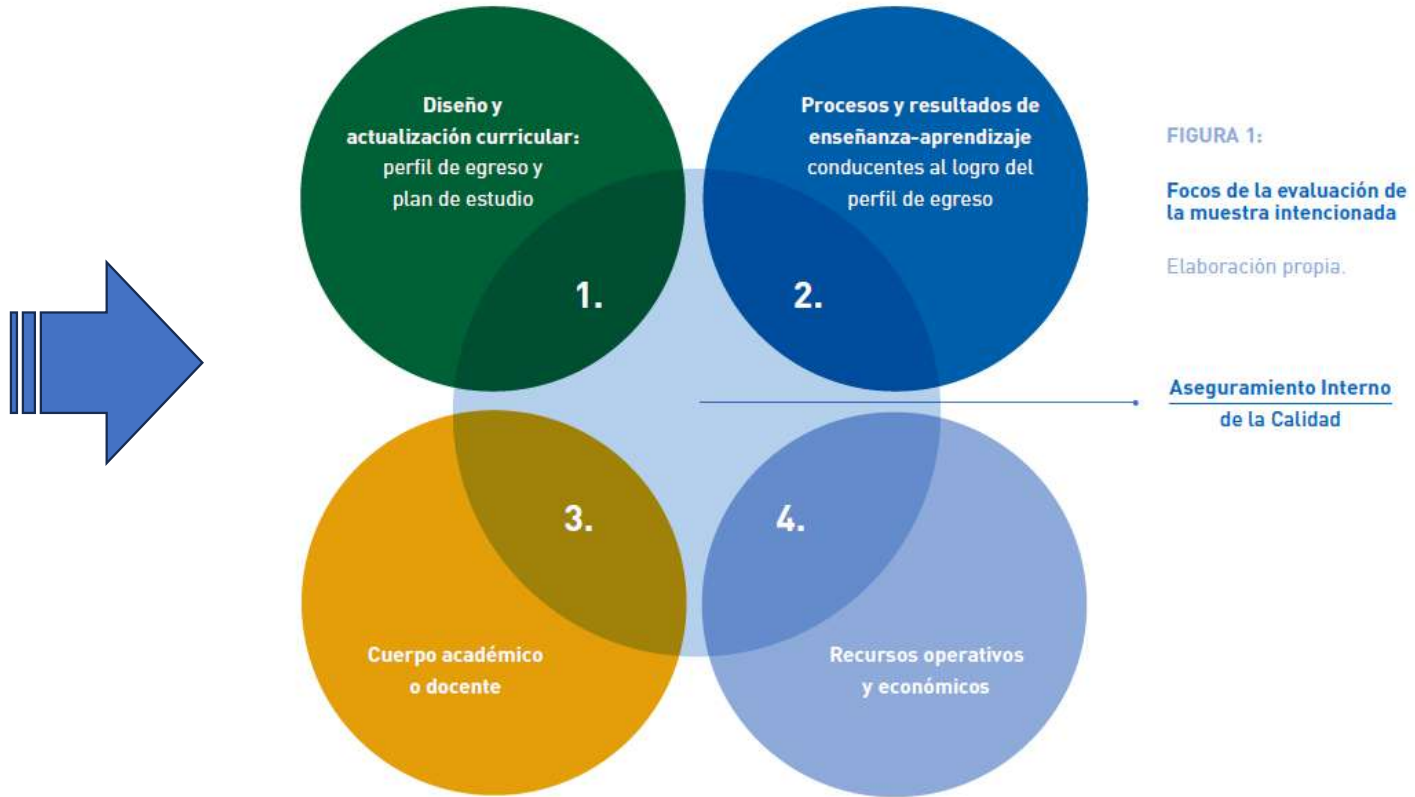 Diseño y
actualización curricular:
perfil de egreso y
plan de estudio
1.
Procesos y resultados de
enseñanza-aprendizaje
conducentes al logro del
perfil de egreso
2.
FIGURA 1:
Focos de la evaluación de
la muestra intencionada
Elaboración propia.
Aseguramiento Interno
de la Calidad
3.
Cuerpo académico
o docente
4.
Recursos operativos
y económicos